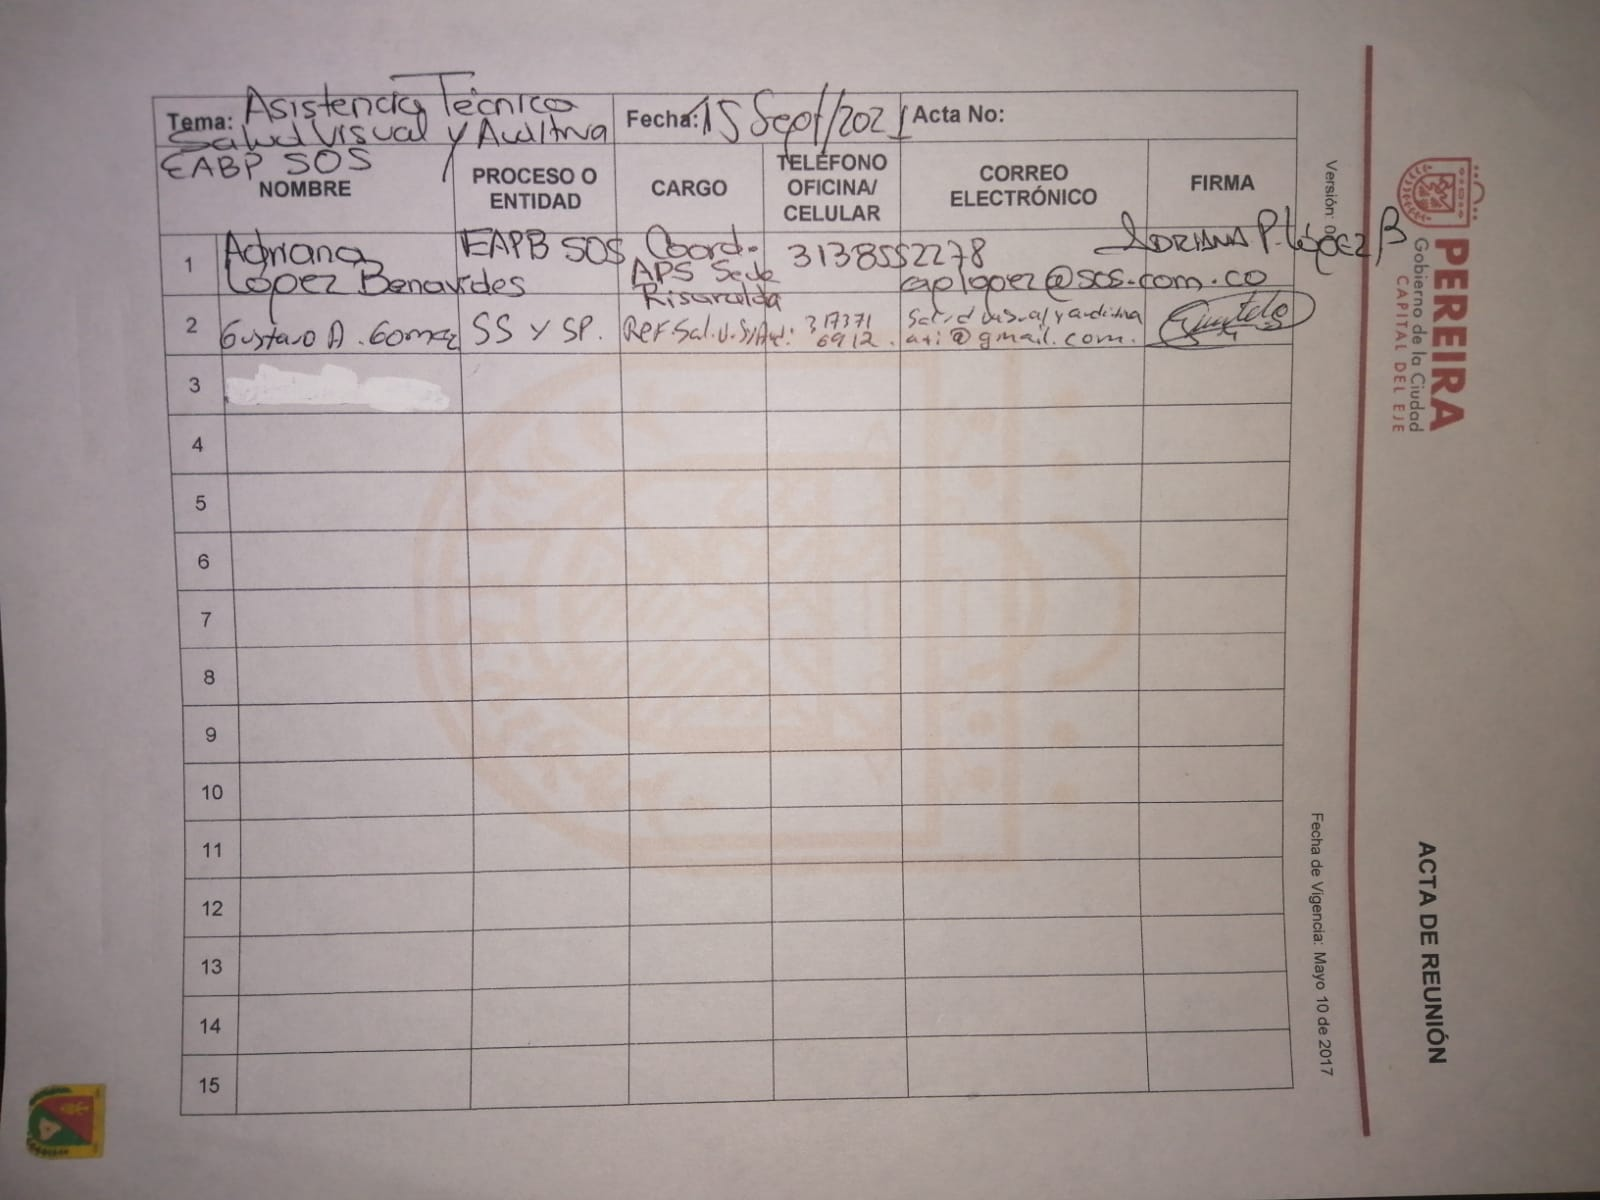 PEREIRA
Gobierno de la Ciudad
CAPITAL DEL EJE
ACTA DE REUNIÓN
Versión: 0
Fecha de Vigencia: Mayo 10 de 2017
Tema: Asistencia Técnica
Salud Visual y Auditiva
EABP SOS
Fecha: 15 Sept/2021
Acta No:
NOMBRE
PROCESO O
ENTIDAD
CARGO
TELÉFONO
OFICINA/
CELULAR
CORREO
ELECTRÓNICO
FIRMA
1
Adriana
López Benavides
EAPB SOS
Coord.
APS Sede
Risaralda
3138552278
aplopez@sos.com.co
ADRIANA P. LópEZ B
2
Gustavo A. Gomez
SS y SP.
Ref. Sal. V. y Aud.:
317371
6912.
Salud visual y auditiva
@gmail.com.
3
4
5
6
7
8
9
10
11
12
13
14
15